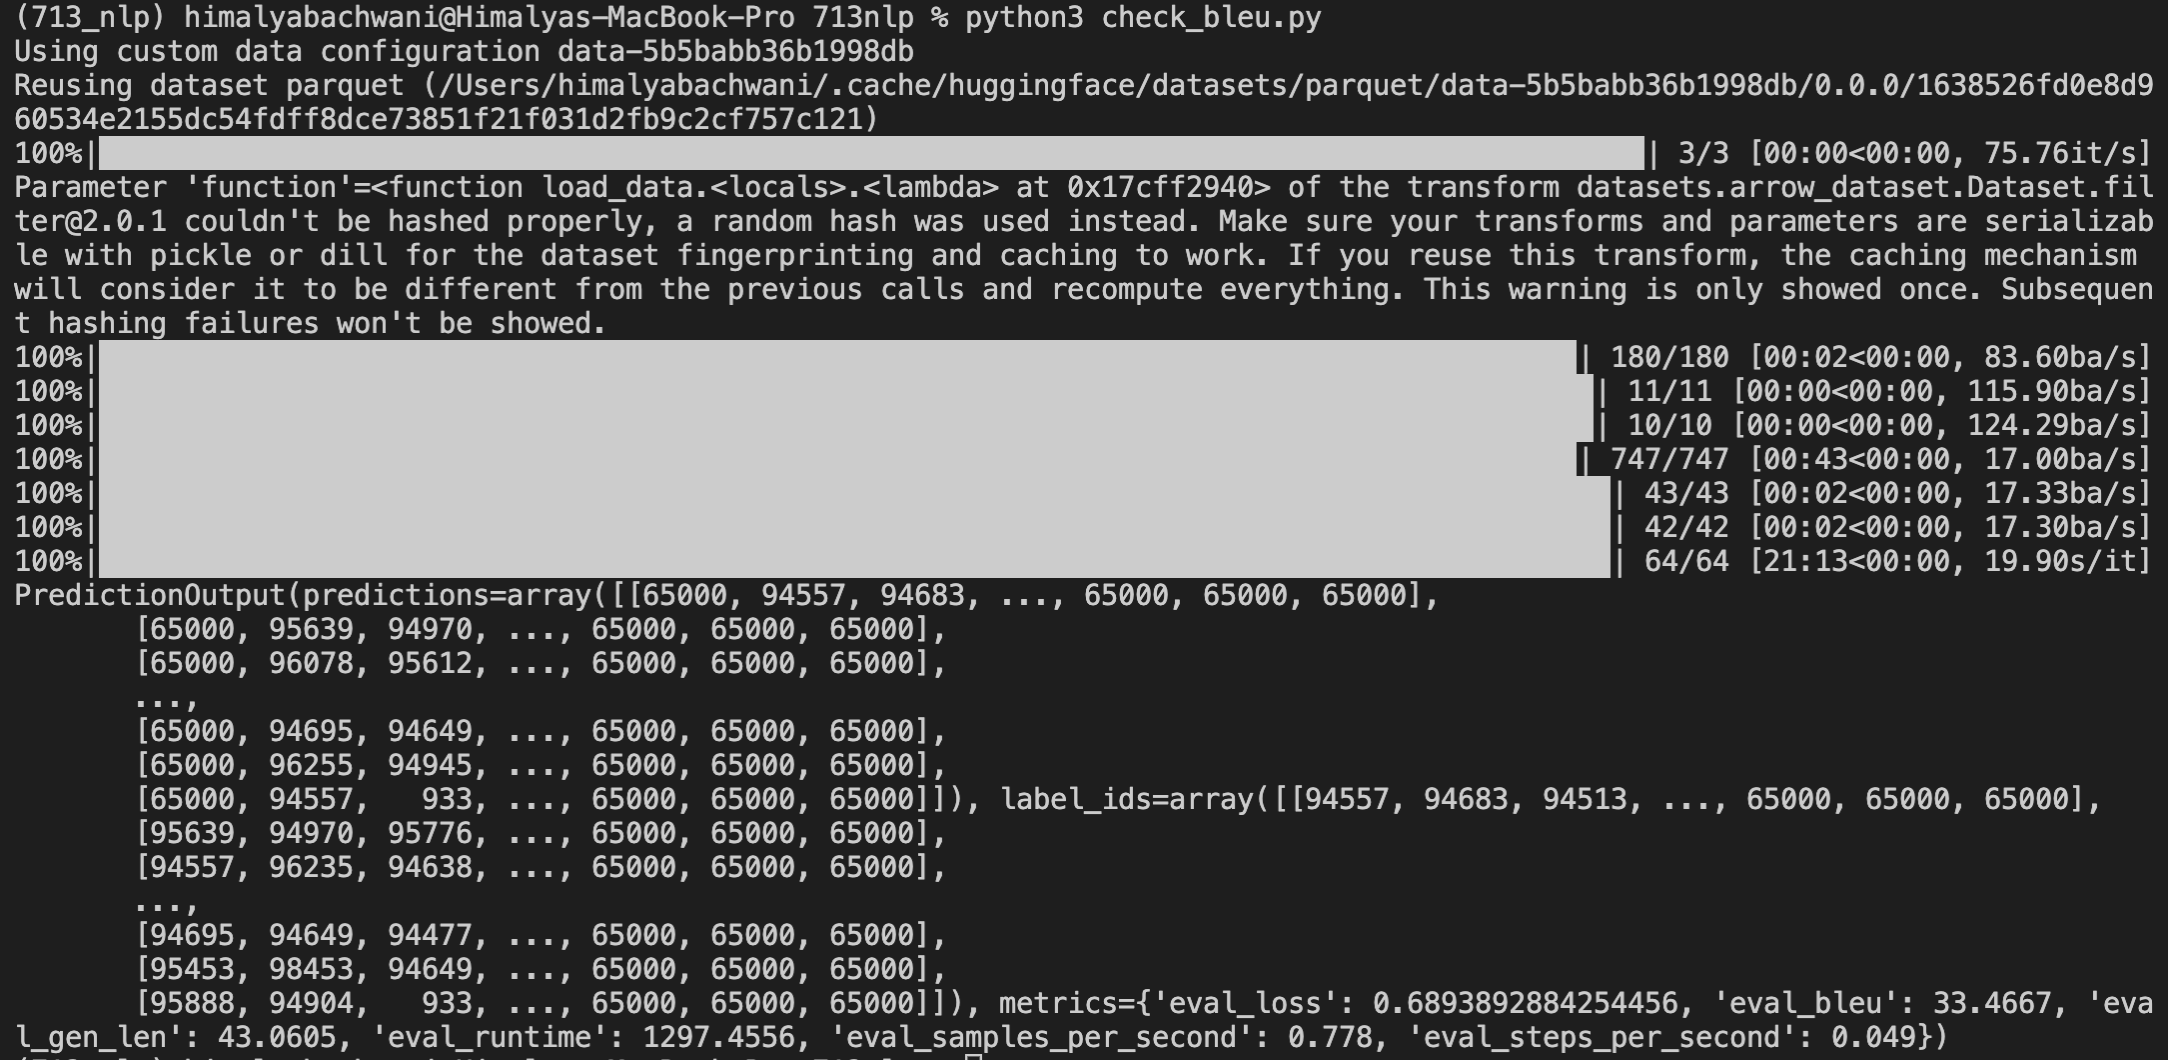 (713_nlp) himalyabachwani@Himalyas-MacBook-Pro 713nlp % python3 check_bleu.py
Using custom data configuration data-5b5babb36b1998db
Reusing dataset parquet (/Users/himalyabachwani/.cache/huggingface/datasets/parquet/data-5b5babb36b1998db/0.0.0/1638526fd0e8d9
60534e2155dc54fdff8dce73851f21f031d2fb9c2cf757c121)
100%| | 3/3 [00:00<00:00, 75.76it/s]
Parameter 'function'=<function load_data.<locals>.<lambda> at 0x17cff2940> of the transform datasets.arrow_dataset.Dataset.fil
ter@2.0.1 couldn't be hashed properly, a random hash was used instead. Make sure your transforms and parameters are serializab
le with pickle or dill for the dataset fingerprinting and caching to work. If you reuse this transform, the caching mechanism
will consider it to be different from the previous calls and recompute everything. This warning is only showed once. Subsequen
t hashing failures won't be showed.
100%| | 180/180 [00:02<00:00, 83.60ba/s]
100%| | 11/11 [00:00<00:00, 115.90ba/s]
100%| | 10/10 [00:00<00:00, 124.29ba/s]
100%| | 747/747 [00:43<00:00, 17.00ba/s]
100%| | 43/43 [00:02<00:00, 17.33ba/s]
100%| | 42/42 [00:02<00:00, 17.30ba/s]
100%| | 64/64 [21:13<00:00, 19.90s/it]
PredictionOutput(predictions=array([[65000, 94557, 94683, ..., 65000, 65000, 65000],
[65000, 95639, 94970, ..., 65000, 65000, 65000],
[65000, 96078, 95612, ..., 65000, 65000, 65000],
...,
[65000, 94695, 94649, ..., 65000, 65000, 65000],
[65000, 96255, 94945, ..., 65000, 65000, 65000],
[65000, 94557,   933, ..., 65000, 65000, 65000]]), label_ids=array([[94557, 94683, 94513, ..., 65000, 65000, 65000],
[95639, 94970, 95776, ..., 65000, 65000, 65000],
[94557, 96235, 94638, ..., 65000, 65000, 65000],
...,
[94695, 94649, 94477, ..., 65000, 65000, 65000],
[95453, 98453, 94649, ..., 65000, 65000, 65000],
[95888, 94904,   933, ..., 65000, 65000, 65000]]), metrics={'eval_loss': 0.6893892884254456, 'eval_bleu': 33.4667, 'eva
l_gen_len': 43.0605, 'eval_runtime': 1297.4556, 'eval_samples_per_second': 0.778, 'eval_steps_per_second': 0.049})